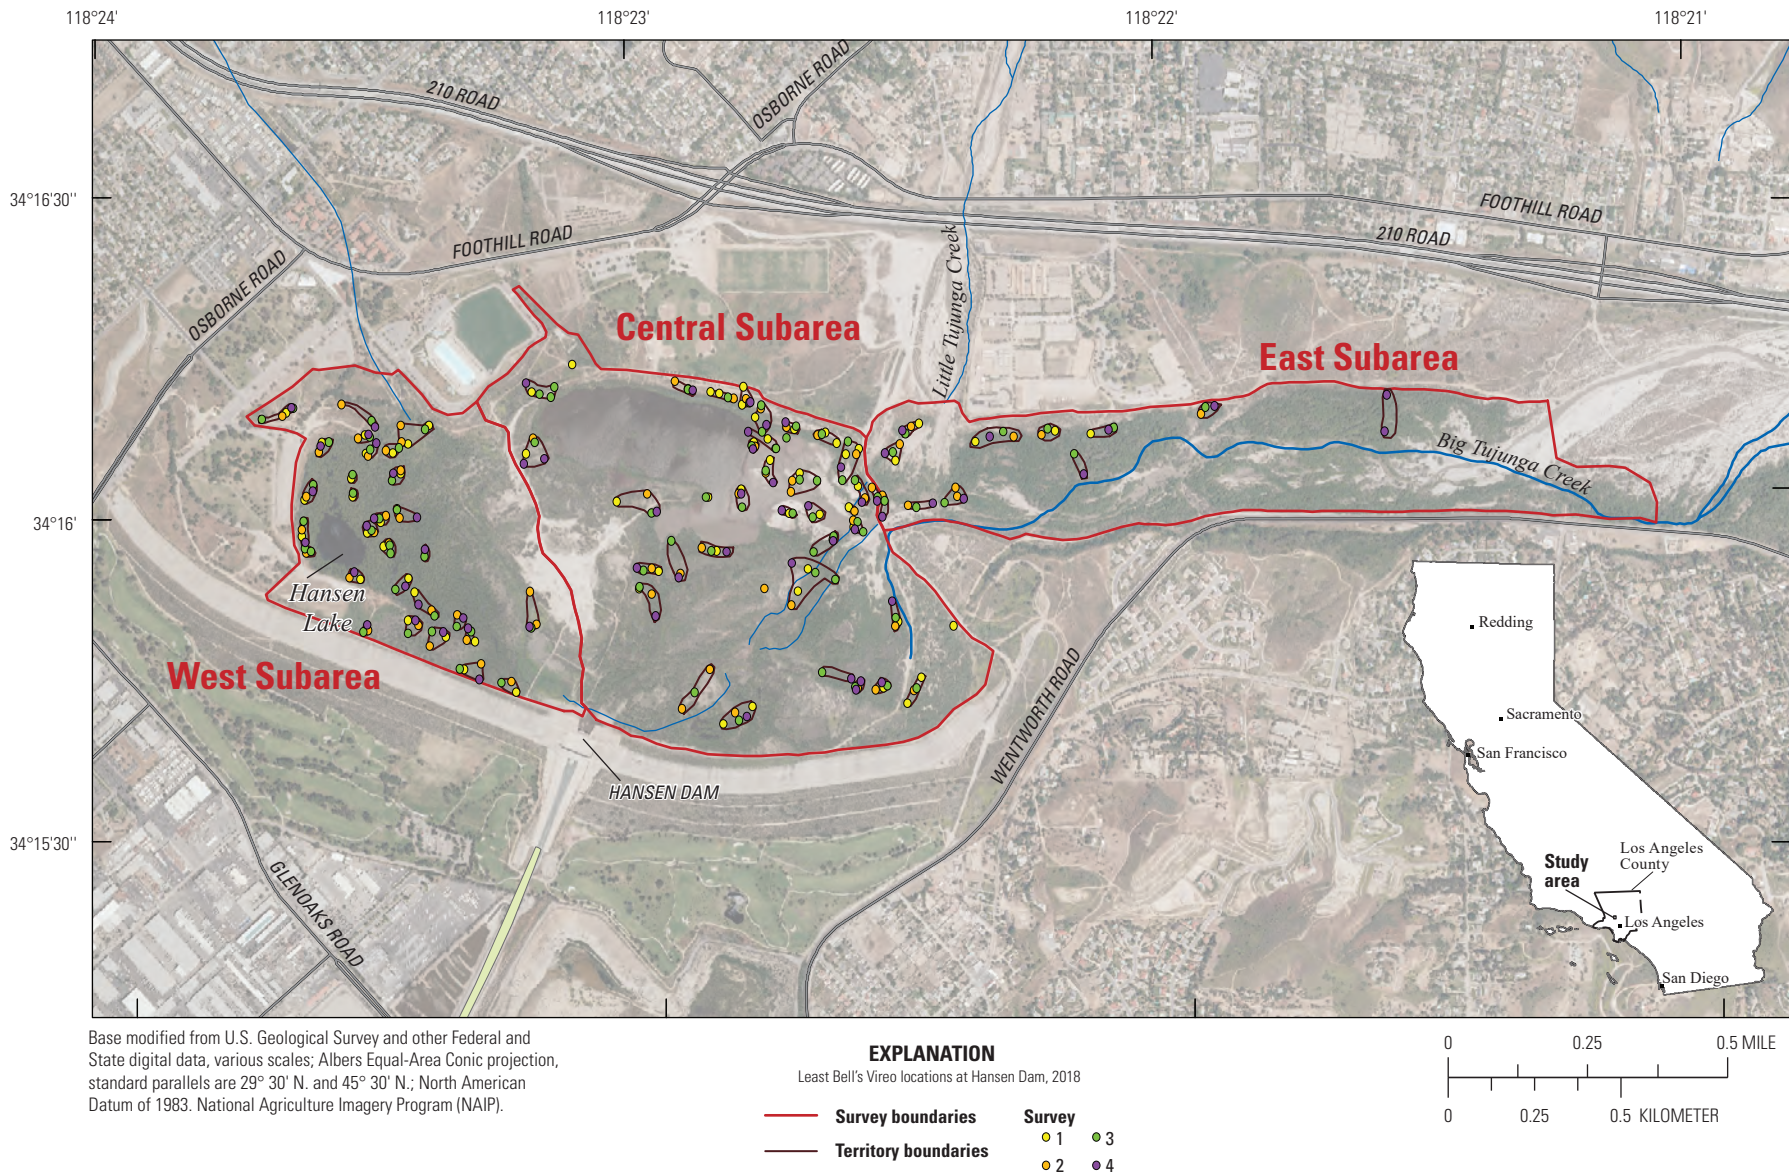 118°24'
118°23'
118°22'
118°21'
34°16'30"
34°16'
34°15'30"
210 ROAD
OSBORNE ROAD
FOOTHILL ROAD
210 ROAD
FOOTHILL ROAD
OSBORNE ROAD
Little Tujunga Creek
Central Subarea
East Subarea
Big Tujunga Creek
Hansen
Lake
West Subarea
HANSEN DAM
WENTWORTH ROAD
GLENOAKS ROAD
Redding
Sacramento
San Francisco
Los Angeles
County
Study
area
Los Angeles
San Diego
Base modified from U.S. Geological Survey and other Federal and
State digital data, various scales; Albers Equal-Area Conic projection,
standard parallels are 29° 30' N. and 45° 30' N.; North American
Datum of 1983. National Agriculture Imagery Program (NAIP).
EXPLANATION
Least Bell's Vireo locations at Hansen Dam, 2018
Survey boundaries
Territory boundaries
Survey
1
2
3
4
0 0.25 0.5 MILE
0 0.25 0.5 KILOMETER